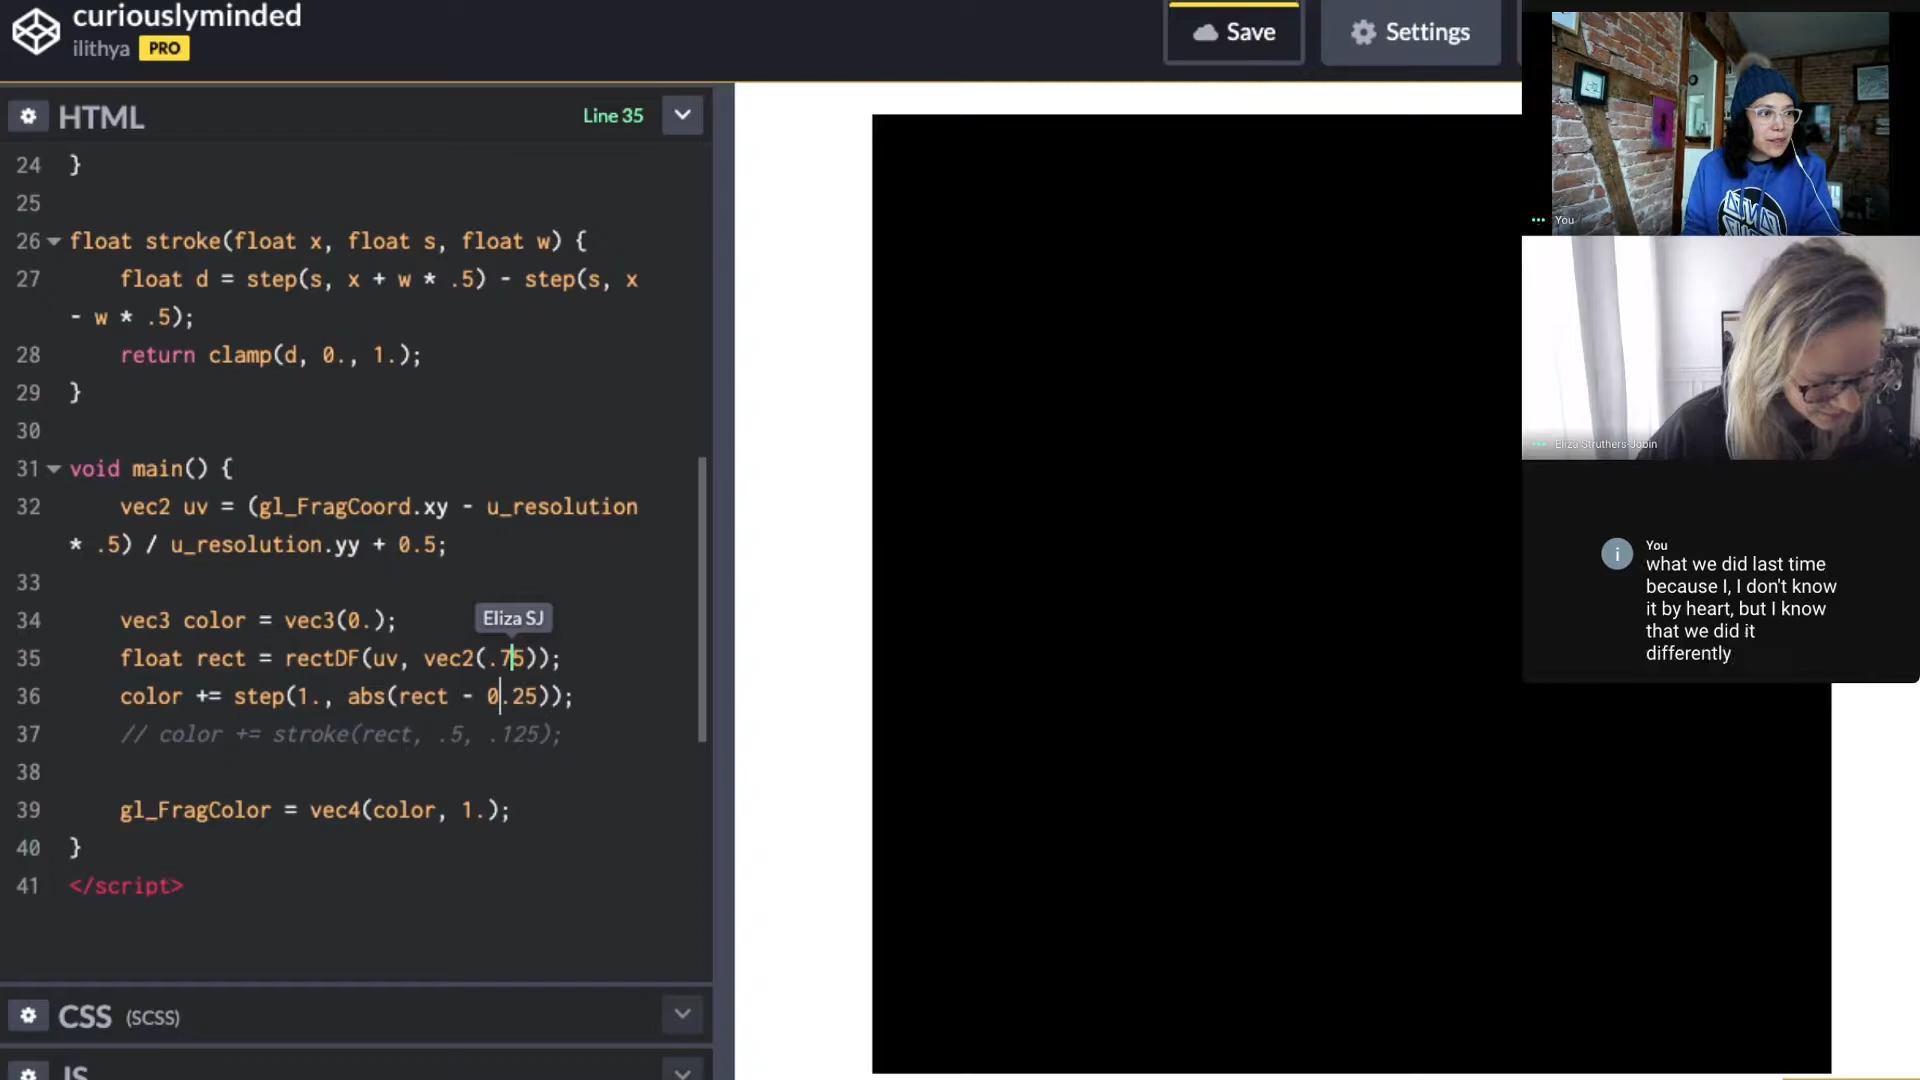 curiouslyminded
ilithya PRO
Save
Settings
HTML
Line 35
24 }
25
26 float stroke(float x, float s, float w) {
27 float d = step(s, x + w * .5) - step(s, x
- w * .5);
28 return clamp(d, 0., 1.);
29 }
30
31 void main() {
32 vec2 uv = (gl_FragCoord.xy - u_resolution
* .5) / u_resolution.yy + 0.5;
33
34 vec3 color = vec3(0.);
Eliza SJ
35 float rect = rectDF(uv, vec2(.75));
36 color += step(1., abs(rect - 0.25));
37 // color += stroke(rect, .5, .125);
38
39 gl_FragColor = vec4(color, 1.);
40 }
41 </script>
CSS (SCSS)
JS
You
Eliza Struthers-Jobin
You
what we did last time
because I, I don't know
it by heart, but I know
that we did it
differently